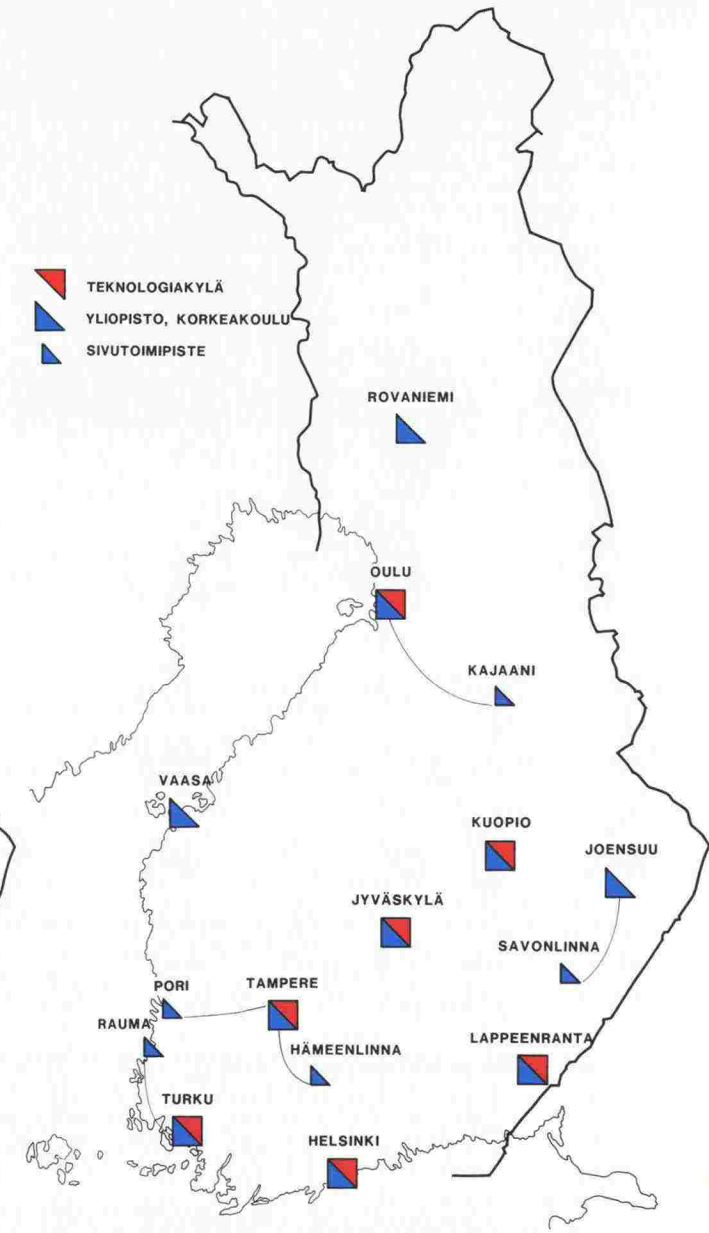 TEKNOLOGIAKYLÄ
YLIOPISTO, KORKEAKOULU
SIVUTOIMIPISTE
ROVANIEMI
OULU
KAJAANI
VAASA
KUOPIO
JOENSUU
JYVÄSKYLÄ
SAVONLINNA
PORI
TAMPERE
RAUMA
HÄMEENLINNA
LAPPEENRANTA
TURKU
HELSINKI